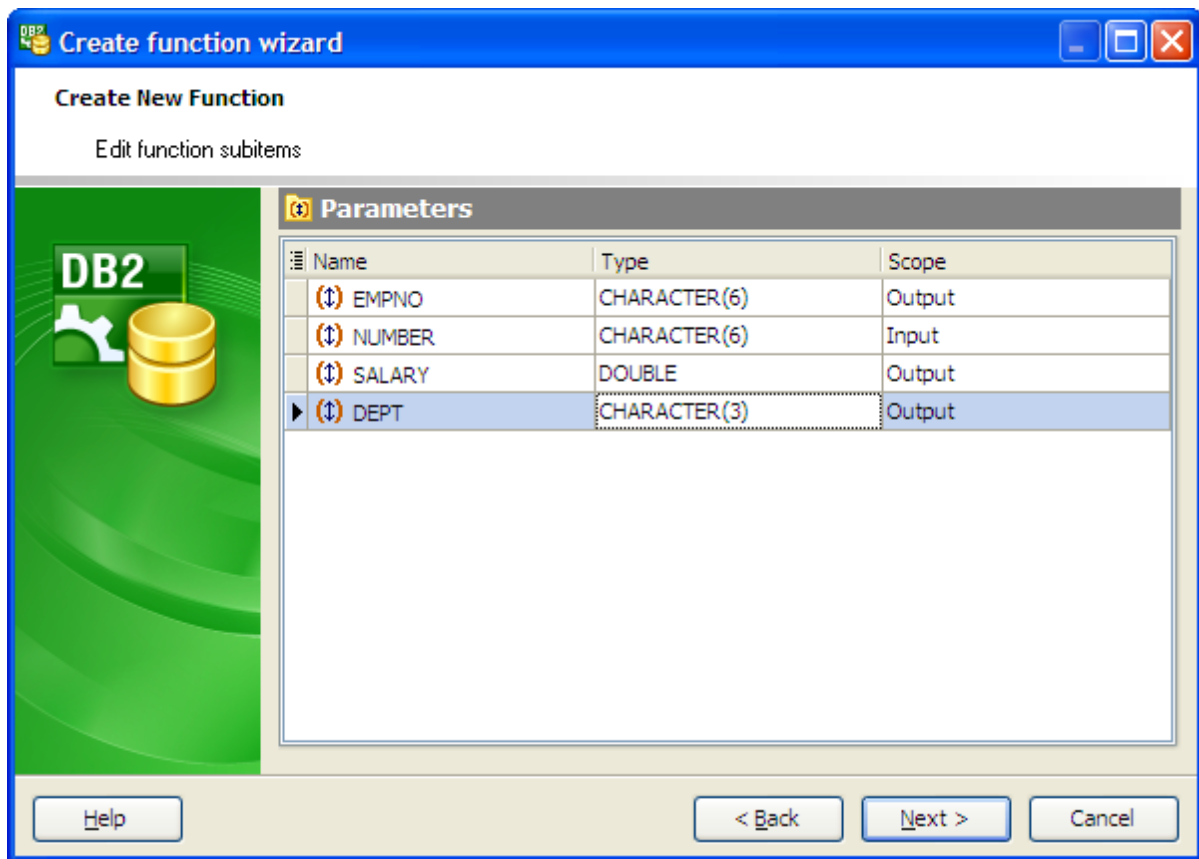 Create function wizard
Create New Function
Edit function subitems
DB2
Parameters
Name Type Scope
EMPNO CHARACTER(6) Output
NUMBER CHARACTER(6) Input
SALARY DOUBLE Output
DEPT CHARACTER(3) Output
Help < Back Next > Cancel